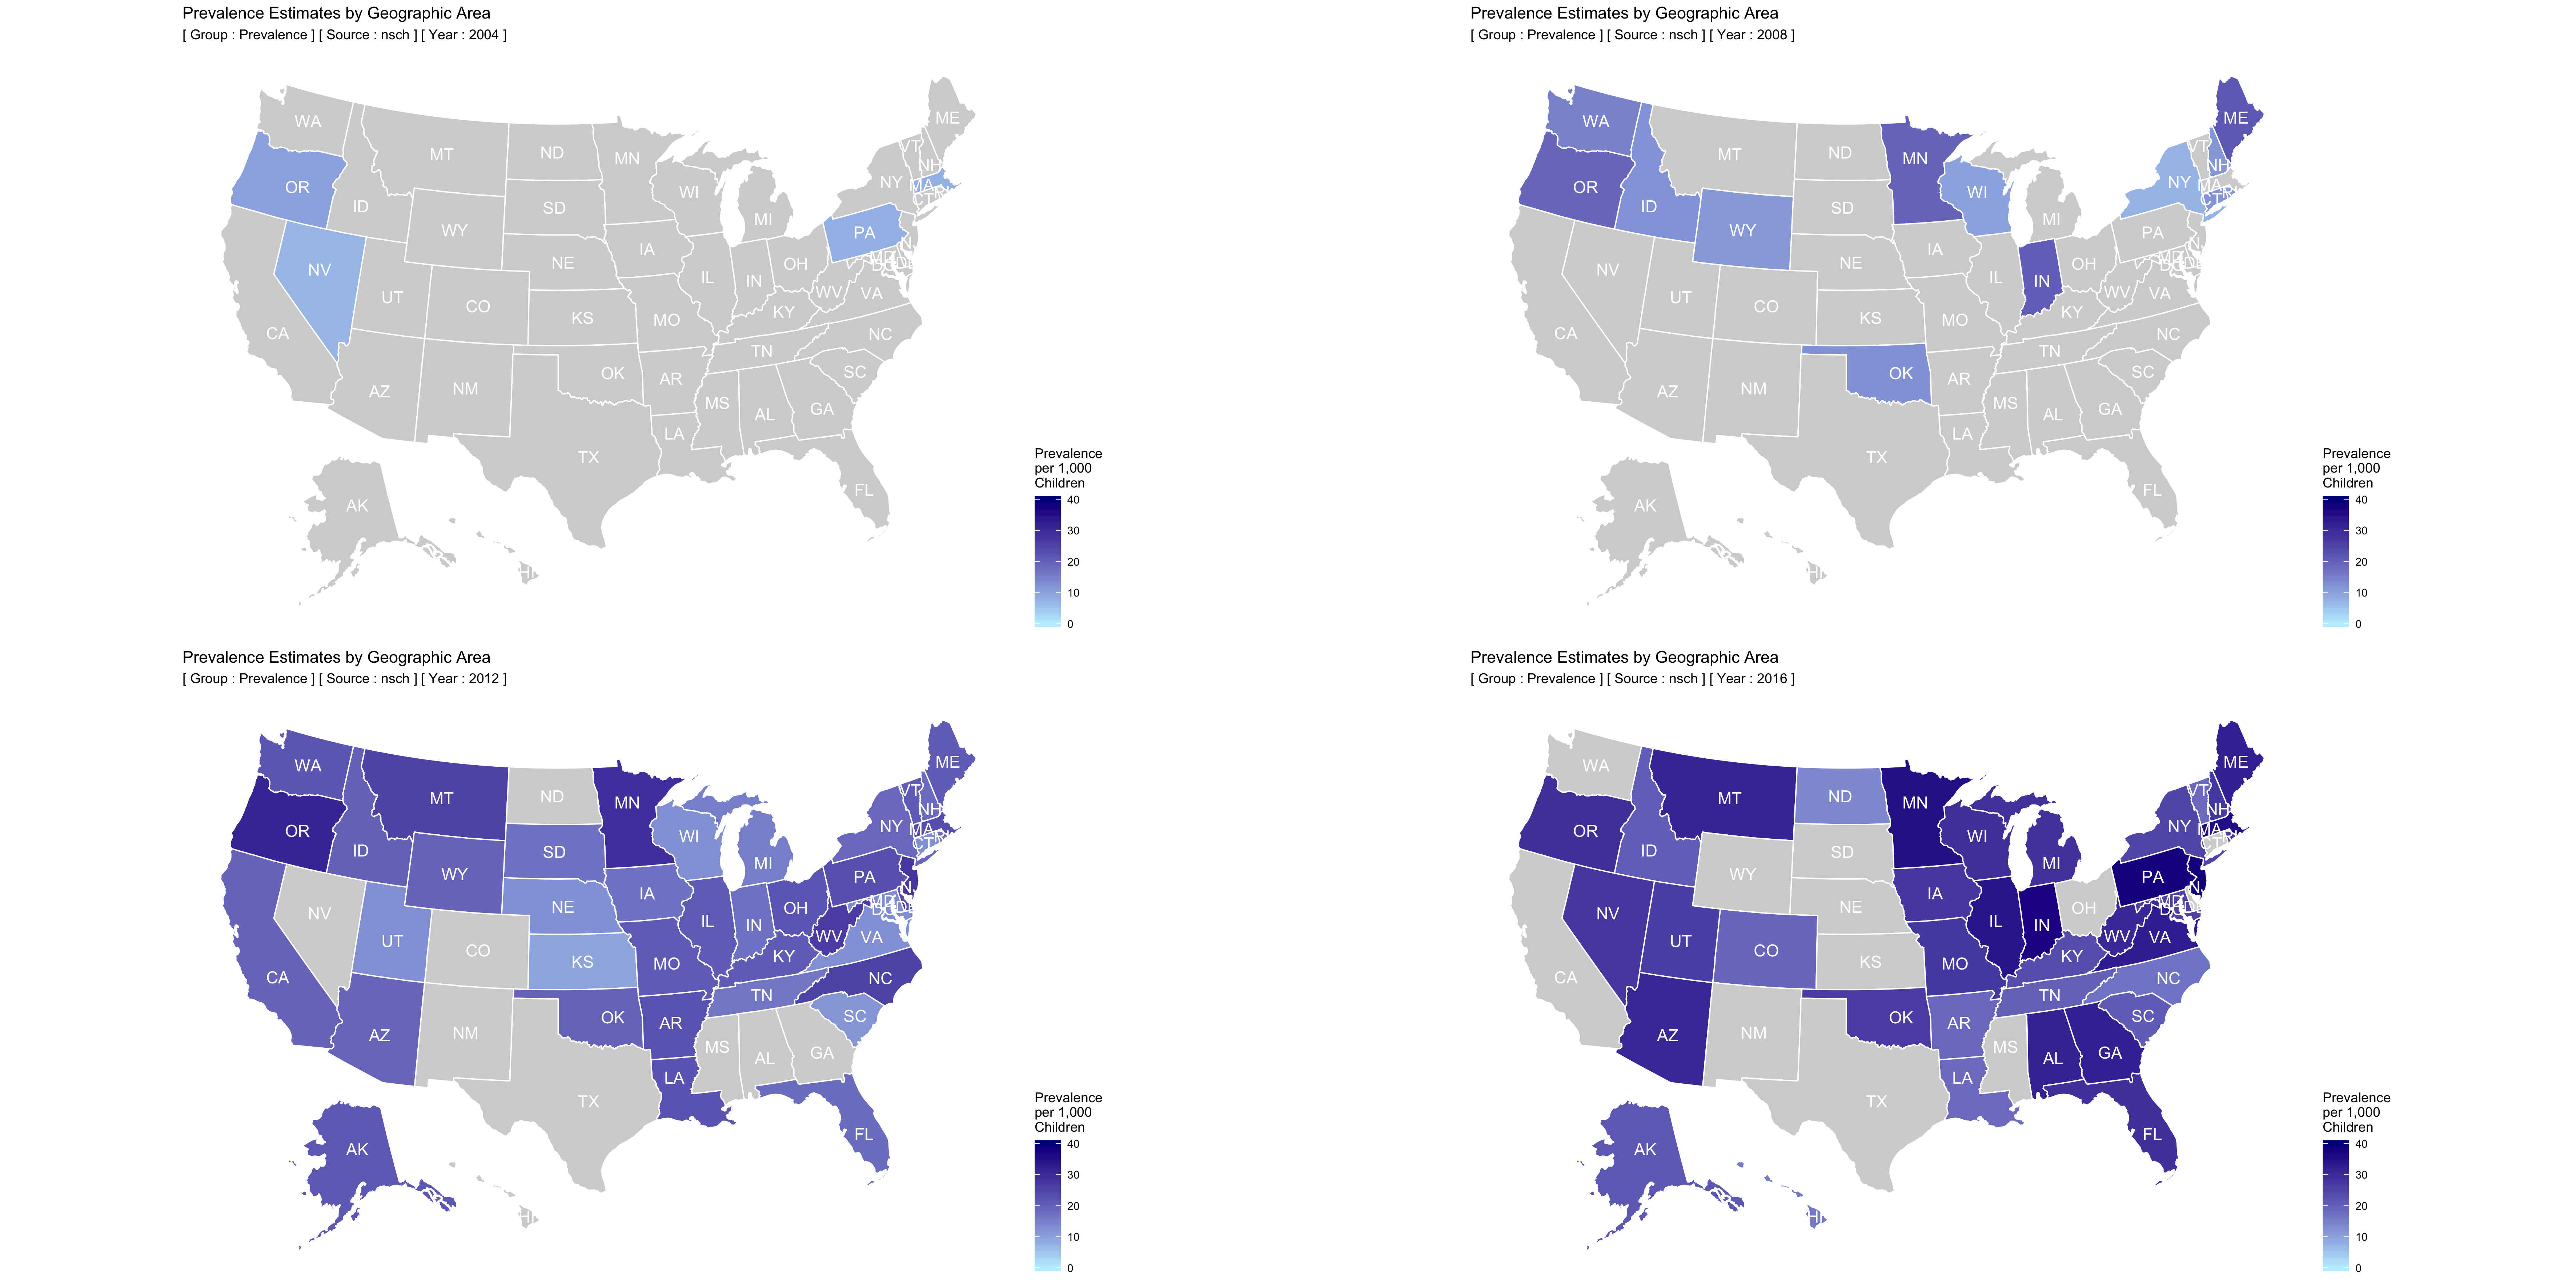 Prevalence Estimates by Geographic Area
[ Group : Prevalence ] [ Source : nsch ] [ Year : 2004 ]
WA
MT
ND
MN
ME
VT
NH
OR
ID
WY
SD
WI
MI
NY
MA
CT
NV
UT
CO
NE
IA
IL
IN
OH
PA
WV
VA
CA
KS
MO
KY
NC
TN
AZ
NM
OK
AR
SC
MS
AL
GA
LA
TX
FL
AK
HI
Prevalence
per 1,000
Children
40
30
20
10
0
Prevalence Estimates by Geographic Area
[ Group : Prevalence ] [ Source : nsch ] [ Year : 2008 ]
WA
MT
ND
MN
ME
VT
NH
OR
ID
WY
SD
WI
MI
NY
MA
CT
NV
UT
CO
NE
IA
IL
IN
OH
PA
WV
VA
CA
KS
MO
KY
NC
TN
AZ
NM
OK
AR
SC
MS
AL
GA
LA
TX
FL
AK
HI
Prevalence
per 1,000
Children
40
30
20
10
0
Prevalence Estimates by Geographic Area
[ Group : Prevalence ] [ Source : nsch ] [ Year : 2012 ]
WA
MT
ND
MN
ME
VT
NH
OR
ID
WY
SD
WI
MI
NY
MA
CT
NV
UT
CO
NE
IA
IL
IN
OH
PA
WV
VA
CA
KS
MO
KY
NC
TN
AZ
NM
OK
AR
SC
MS
AL
GA
LA
TX
FL
AK
HI
Prevalence
per 1,000
Children
40
30
20
10
0
Prevalence Estimates by Geographic Area
[ Group : Prevalence ] [ Source : nsch ] [ Year : 2016 ]
WA
MT
ND
MN
ME
VT
NH
OR
ID
WY
SD
WI
MI
NY
MA
CT
NV
UT
CO
NE
IA
IL
IN
OH
PA
WV
VA
CA
KS
MO
KY
NC
TN
AZ
NM
OK
AR
SC
MS
AL
GA
LA
TX
FL
AK
HI
Prevalence
per 1,000
Children
40
30
20
10
0